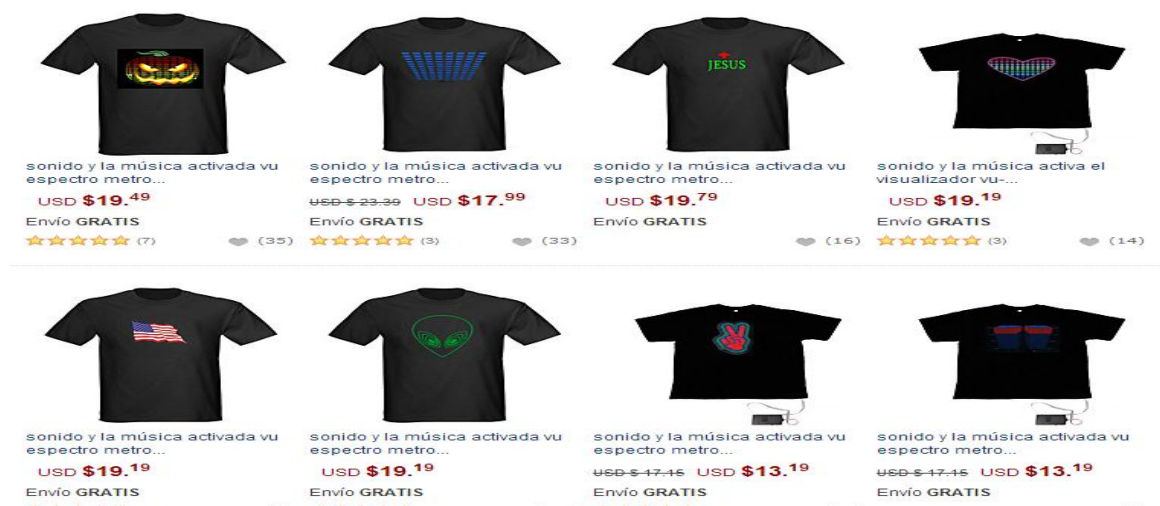 JESUS
sonido y la música activada vu
espectro metro...
USD $19.49
Envío GRATIS
(7) (35)
sonido y la música activada vu
espectro metro...
USD $ 23.39 USD $17.99
Envío GRATIS
(3) (33)
sonido y la música activada vu
espectro metro...
USD $19.79
Envío GRATIS
(16)
sonido y la música activa el
visualizador vu-...
USD $19.19
Envío GRATIS
(3) (14)
sonido y la música activada vu
espectro metro...
USD $19.19
Envío GRATIS
sonido y la música activada vu
espectro metro...
USD $19.19
Envío GRATIS
sonido y la música activada vu
espectro metro...
USD $ 17.15 USD $13.19
Envío GRATIS
sonido y la música activada vu
espectro metro...
USD $ 17.15 USD $13.19
Envío GRATIS